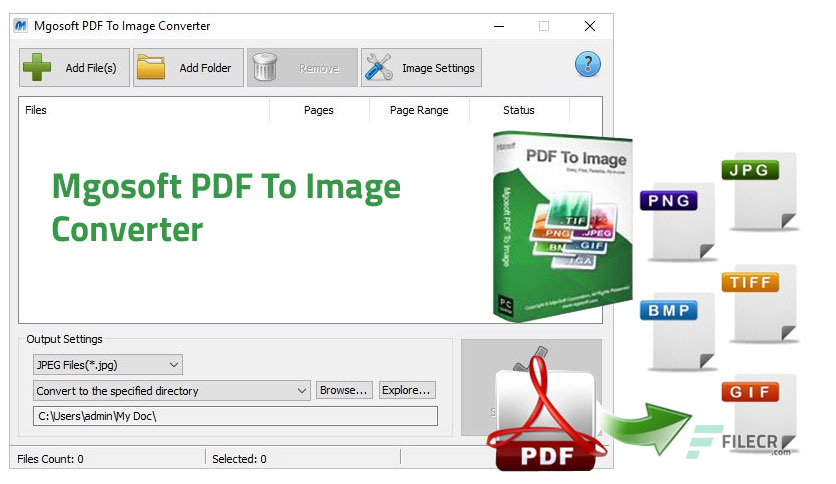 Mgosoft PDF To Image Converter
Add File(s)
Add Folder
Remove
Image Settings
?
Files
Pages
Page Range
Status
Mgosoft PDF To Image
Converter
PDF To Image
Mgosoft PDF To Image
.TIF
.PNG
.JPEG
.GIF
.TGA
PC
PNG
JPG
BMP
TIFF
GIF
Output Settings
JPEG Files(*.jpg)
Convert to the specified directory
Browse...
Explore...
C:\Users\admin\My Doc\
PDF
FILECR
.com
Files Count: 0
Selected: 0